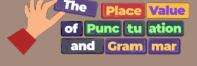 The Place Value
of Punc tu ation
and Gram mar